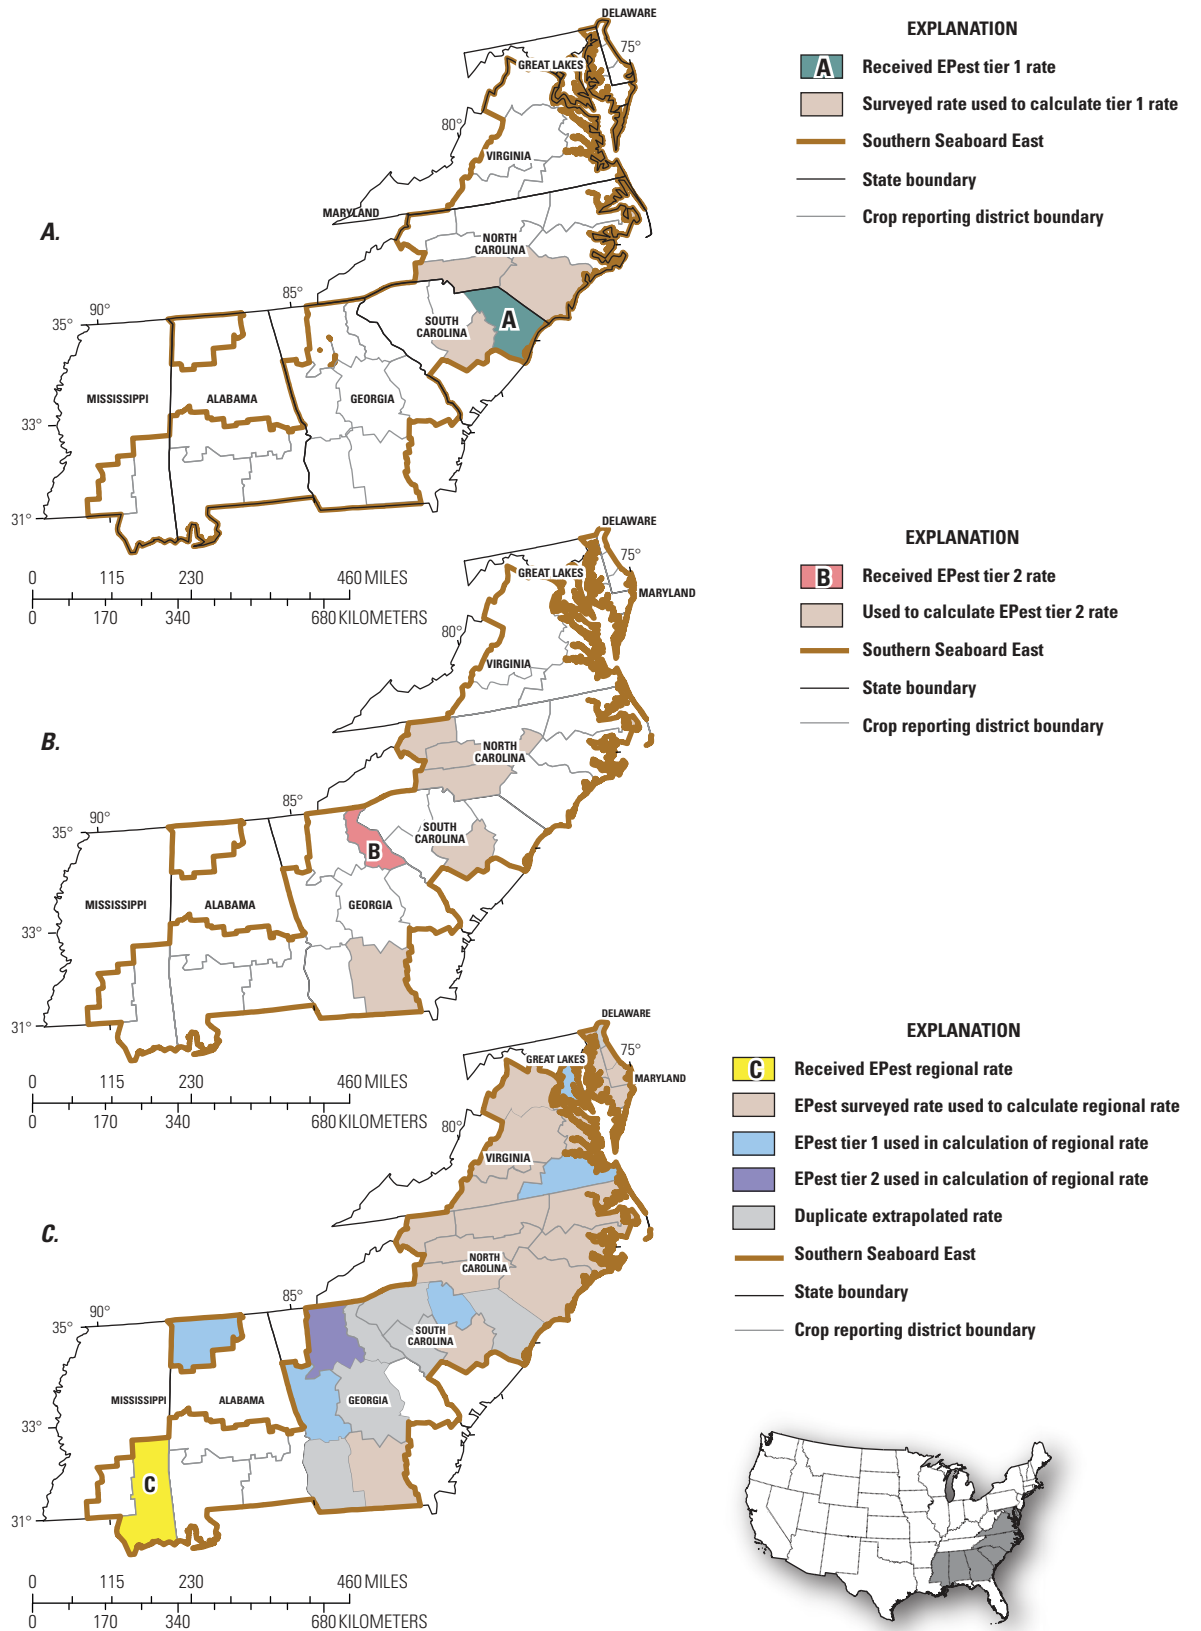 DELAWARE
75°
GREAT LAKES
80°
VIRGINIA
MARYLAND
A.
NORTH
CAROLINA
90°
85°
35°
SOUTH
CAROLINA
A
MISSISSIPPI
ALABAMA
GEORGIA
33°
31°
0 115 230 460 MILES
0 170 340 680 KILOMETERS
EXPLANATION
A Received EPest tier 1 rate
Surveyed rate used to calculate tier 1 rate
Southern Seaboard East
State boundary
Crop reporting district boundary
DELAWARE
75°
GREAT LAKES
MARYLAND
80°
VIRGINIA
B.
NORTH
CAROLINA
90°
85°
35°
SOUTH
CAROLINA
B
MISSISSIPPI
ALABAMA
GEORGIA
33°
31°
0 115 230 460 MILES
0 170 340 680 KILOMETERS
EXPLANATION
B Received EPest tier 2 rate
Used to calculate EPest tier 2 rate
Southern Seaboard East
State boundary
Crop reporting district boundary
DELAWARE
75°
GREAT LAKES
MARYLAND
80°
VIRGINIA
C.
NORTH
CAROLINA
90°
85°
35°
SOUTH
CAROLINA
MISSISSIPPI
ALABAMA
GEORGIA
33°
C
31°
0 115 230 460 MILES
0 170 340 680 KILOMETERS
EXPLANATION
C Received EPest regional rate
EPest surveyed rate used to calculate regional rate
EPest tier 1 used in calculation of regional rate
EPest tier 2 used in calculation of regional rate
Duplicate extrapolated rate
Southern Seaboard East
State boundary
Crop reporting district boundary